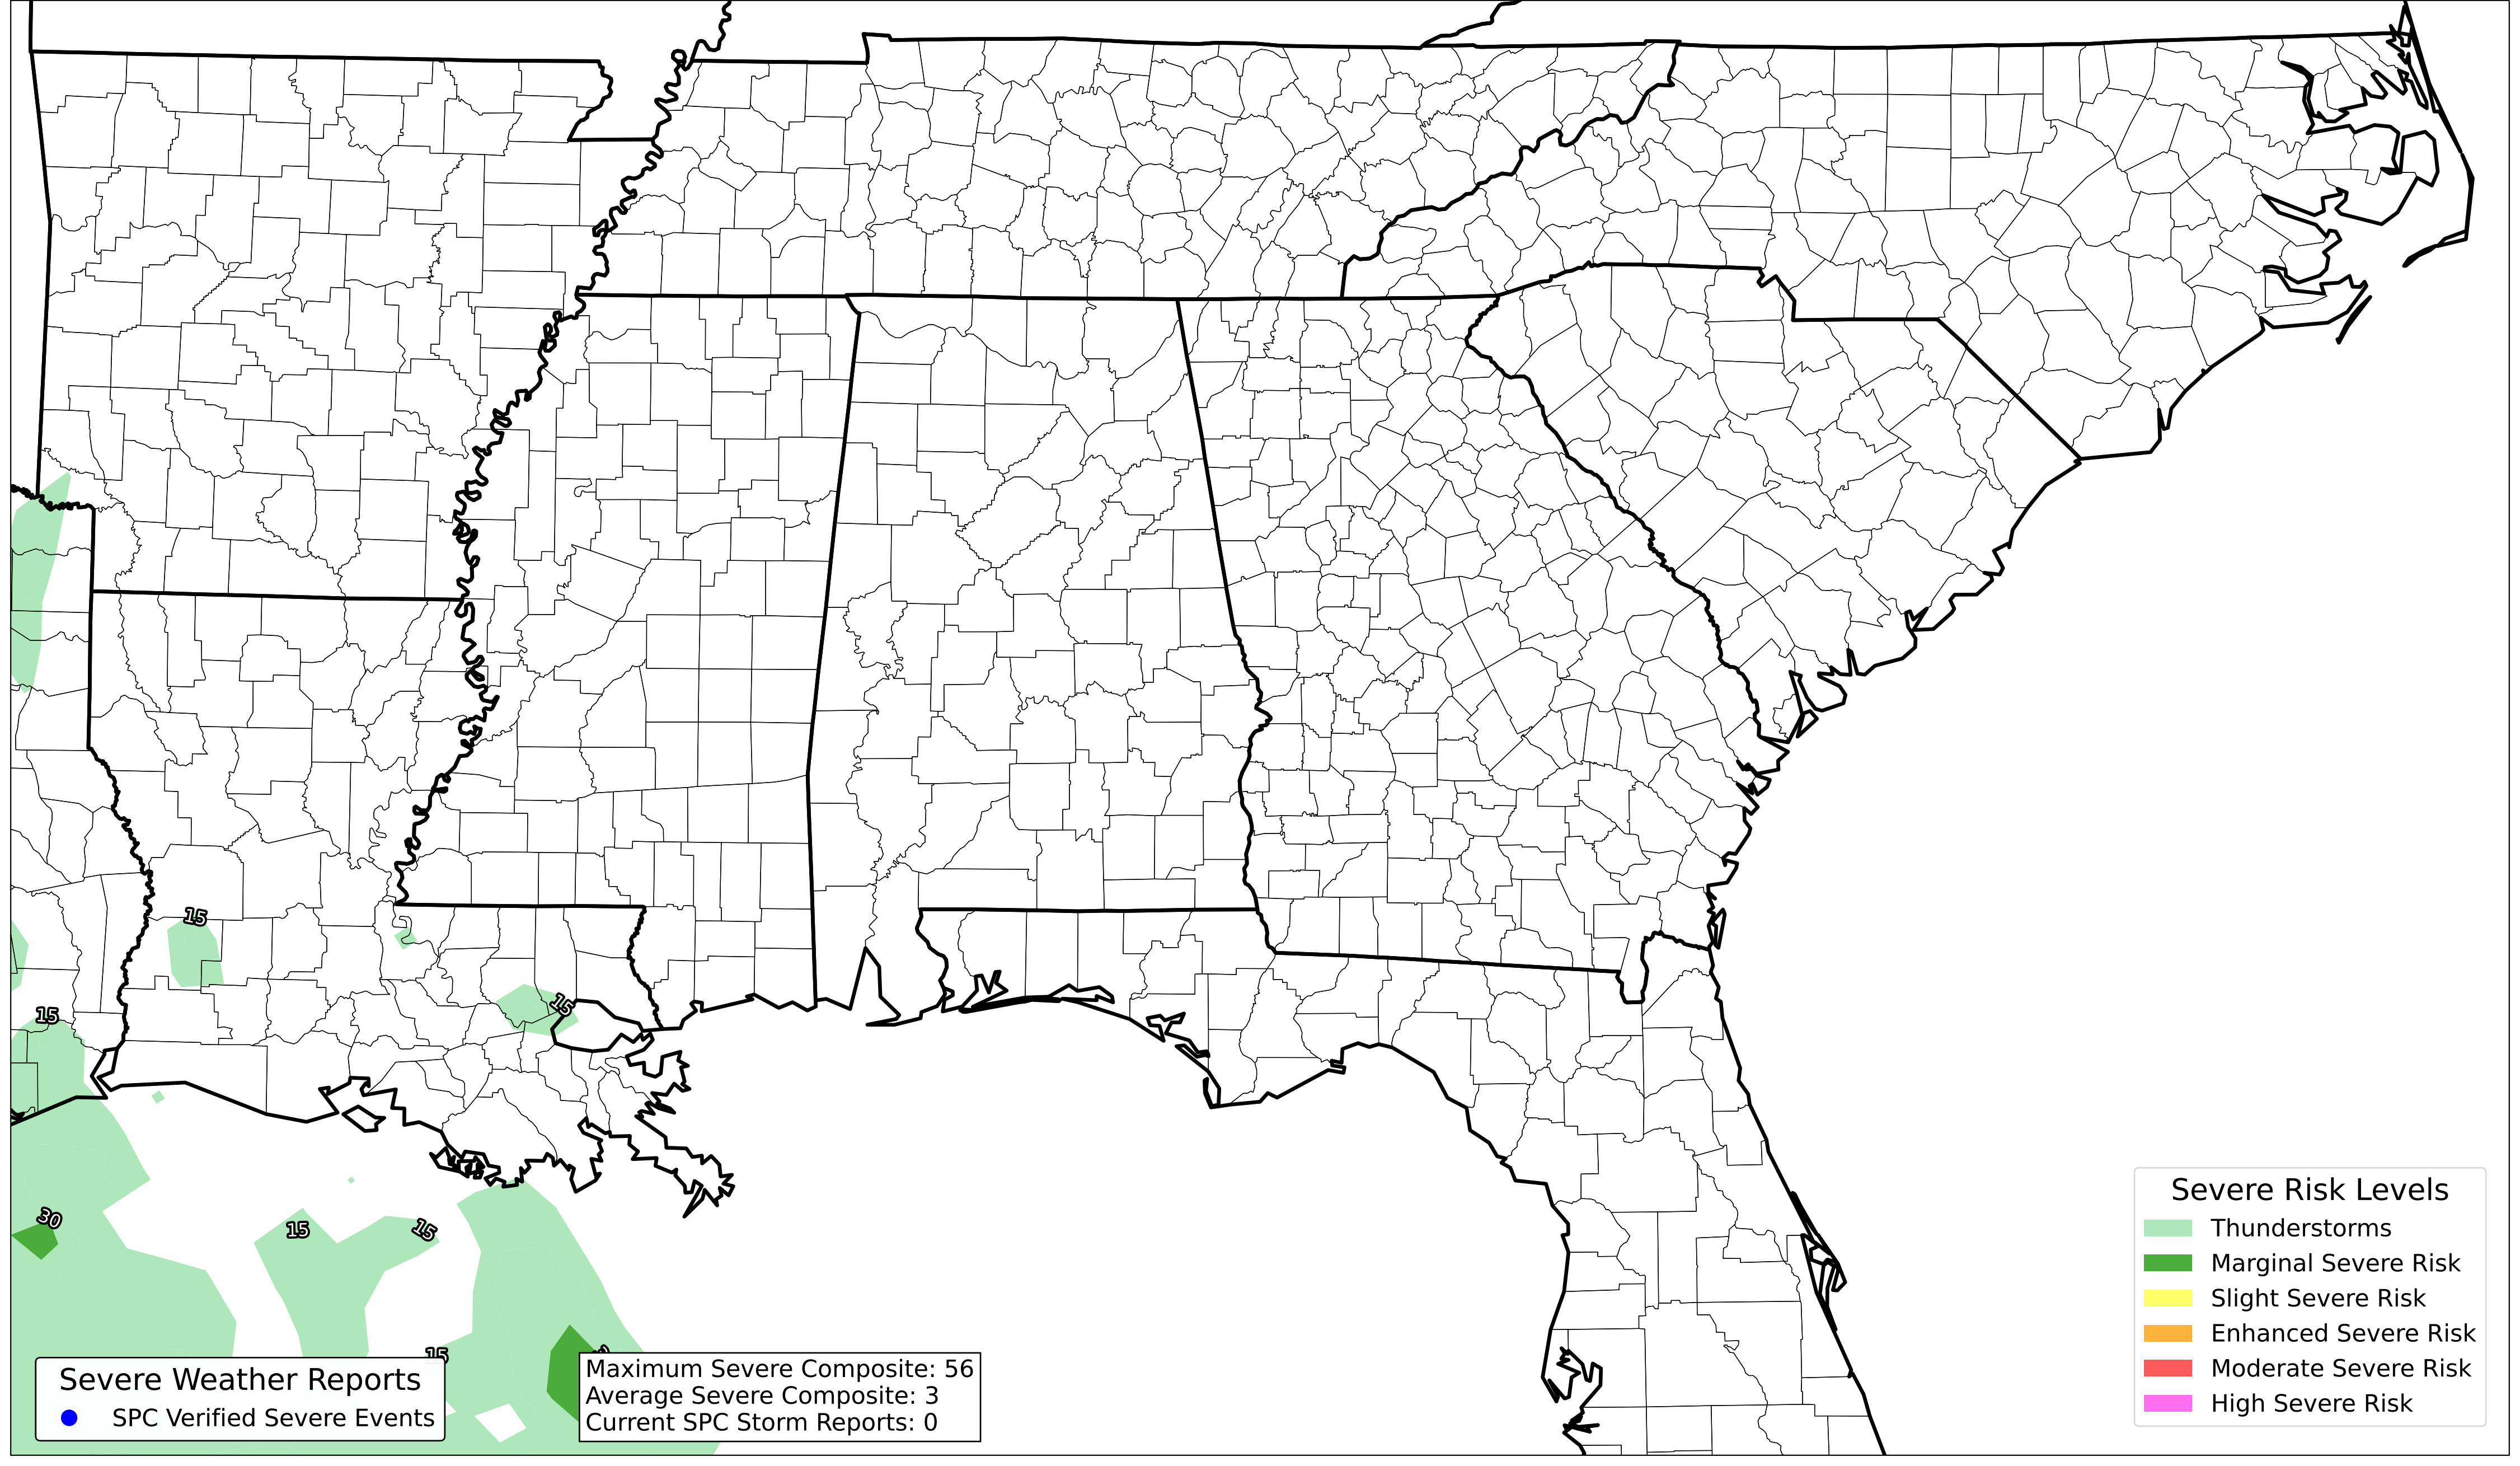 15
15
15
30
15
15
15
Severe Weather Reports
SPC Verified Severe Events
Maximum Severe Composite: 56
Average Severe Composite: 3
Current SPC Storm Reports: 0
Severe Risk Levels
Thunderstorms
Marginal Severe Risk
Slight Severe Risk
Enhanced Severe Risk
Moderate Severe Risk
High Severe Risk